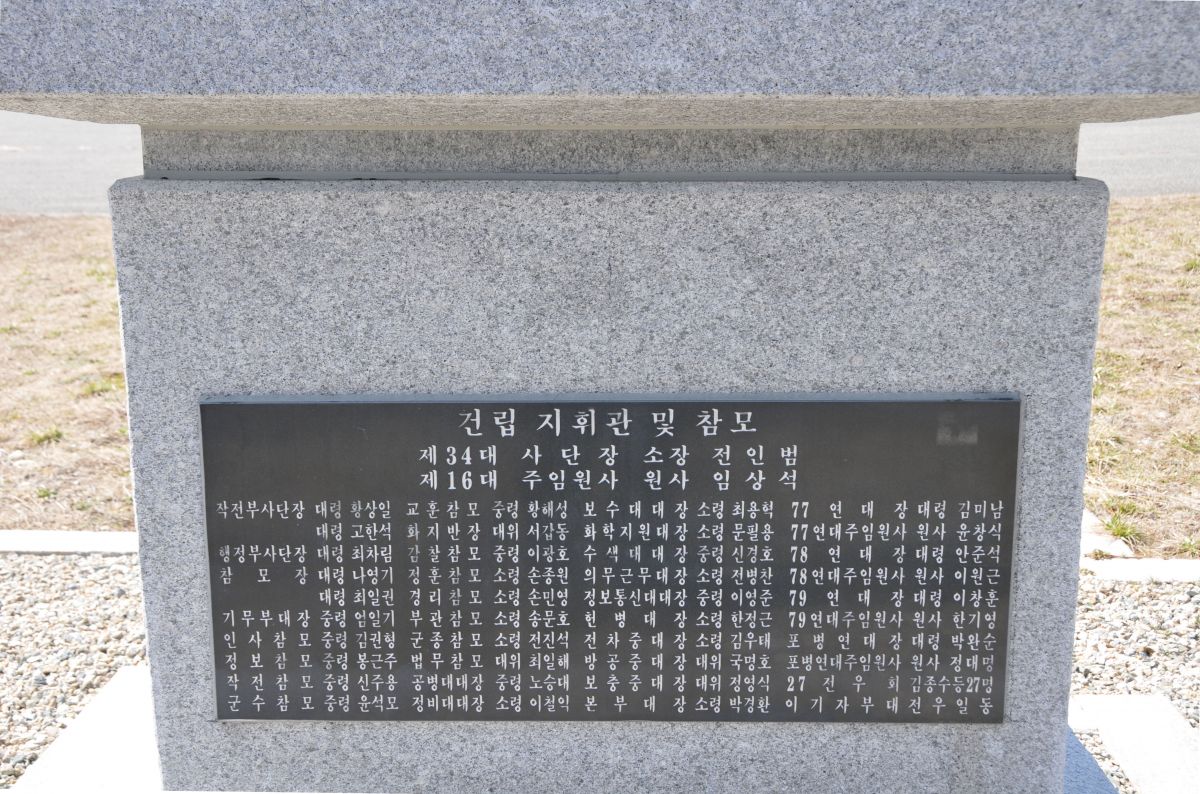 건립 지휘관 및 참모
제34대 사단장 소장 전인범
제16대 주임원사 원사 임상석
작전부사단장 대령 황상일 교훈참모 중령 황해성 보수대대장 소령 최용혁 77연대장 대령 김미남
대령 고한석 화지반장 대위 서갑동 화학지원대장 소령 문필용 77연대주임원사 원사 윤창식
행정부사단장 대령 최차림 감찰참모 중령 이광호 수색대대장 중령 신경호 78연대장 대령 안준석
참모장 대령 나영기 정훈참모 소령 손종원 의무근무대장 소령 전병찬 78연대주임원사 원사 이원근
대령 최일권 경리참모 소령 손민영 정보통신대대장 중령 이영준 79연대장 대령 이창훈
기무부대장 중령 엄일기 부관참모 소령 송문호 헌병대장 소령 한정근 79연대주임원사 원사 한기영
인사참모 중령 김권형 군종참모 소령 전진석 전차중대장 소령 김우태 포병연대장 대령 박완순
정보참모 중령 봉근주 법무참모 대위 최일해 방공중대장 대위 국명호 포병연대주임원사 원사 정대명
작전참모 중령 신주용 공병대대장 중령 노승대 보충중대장 대위 정영식 27전우회 김종수등27명
군수참모 중령 윤석모 정비대대장 소령 이칠익 본부대장 소령 박경환 이기자부대전우일동